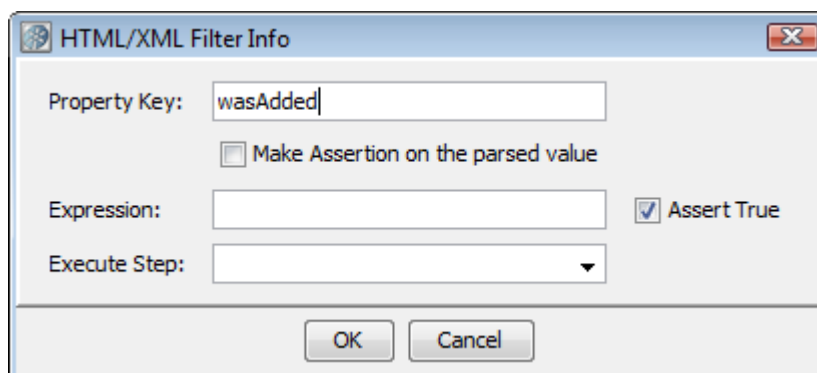 HTML/XML Filter Info
Property Key: wasAdded
Make Assertion on the parsed value
Expression: Assert True
Execute Step:
OK Cancel